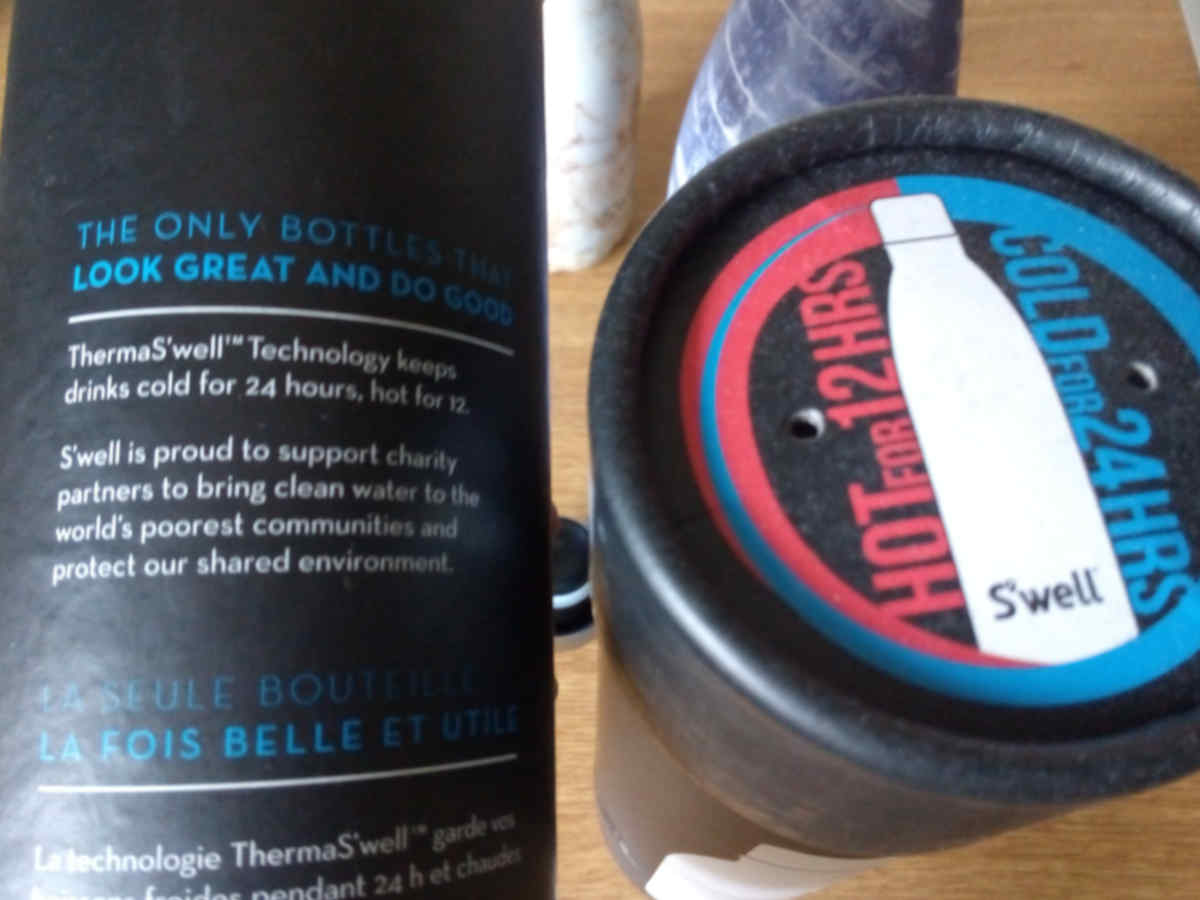 THE ONLY BOTTLES THAT
LOOK GREAT AND DO GOOD
ThermaS'well™ Technology keeps
drinks cold for 24 hours, hot for 12.
S'well is proud to support charity
partners to bring clean water to the
world's poorest communities and
protect our shared environment.
LA SEULE BOUTEILLE
LA FOIS BELLE ET UTILE
La technologie ThermaS'well™ garde vos
froides pendant 24 h et chaudes
HOT FOR 12HRS
COLD FOR 24HRS
S'well